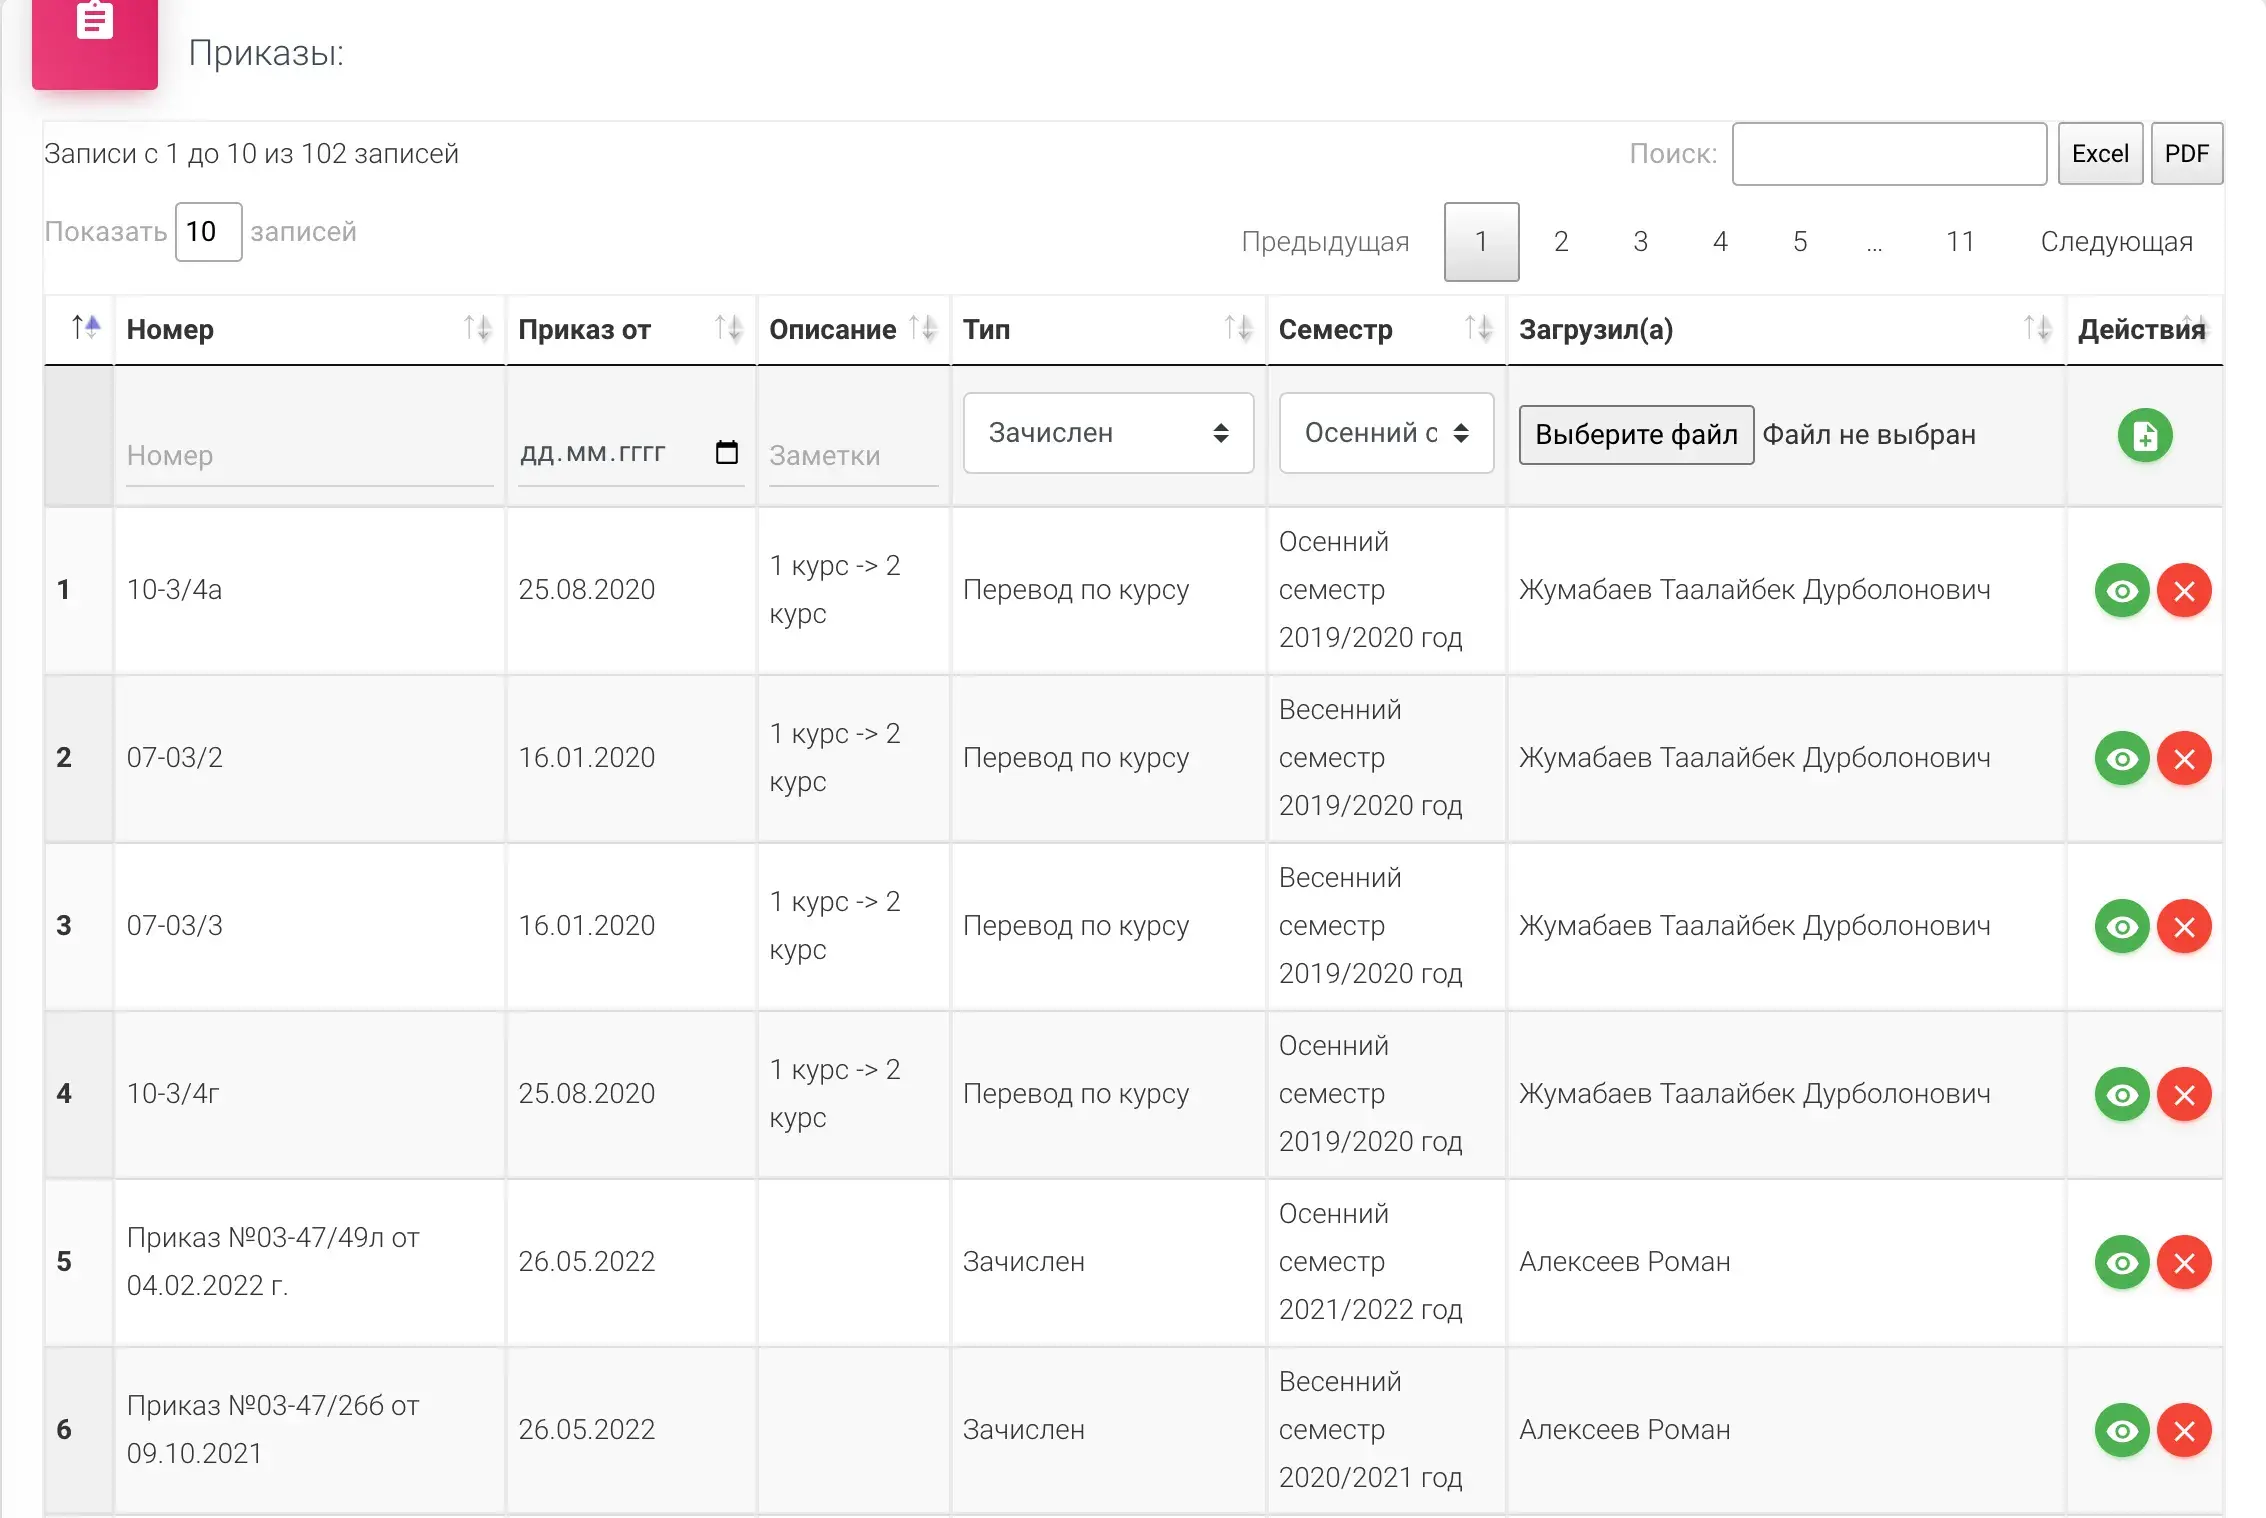 Приказы:
Записи с 1 до 10 из 102 записей
Поиск: Excel PDF
Показать 10 записей
Предыдущая 1 2 3 4 5 … 11 Следующая
Номер Приказ от Описание Тип Семестр Загрузил(а) Действия
Номер дд.мм.гггг Заметки Зачислен Осенний с Выберите файл Файл не выбран
1 10-3/4а 25.08.2020 1 курс -> 2 курс Перевод по курсу Осенний семестр 2019/2020 год Жумабаев Таалайбек Дурболонович
2 07-03/2 16.01.2020 1 курс -> 2 курс Перевод по курсу Весенний семестр 2019/2020 год Жумабаев Таалайбек Дурболонович
3 07-03/3 16.01.2020 1 курс -> 2 курс Перевод по курсу Весенний семестр 2019/2020 год Жумабаев Таалайбек Дурболонович
4 10-3/4г 25.08.2020 1 курс -> 2 курс Перевод по курсу Осенний семестр 2019/2020 год Жумабаев Таалайбек Дурболонович
5 Приказ №03-47/49л от 04.02.2022 г. 26.05.2022 Зачислен Осенний семестр 2021/2022 год Алексеев Роман
6 Приказ №03-47/26б от 09.10.2021 26.05.2022 Зачислен Весенний семестр 2020/2021 год Алексеев Роман